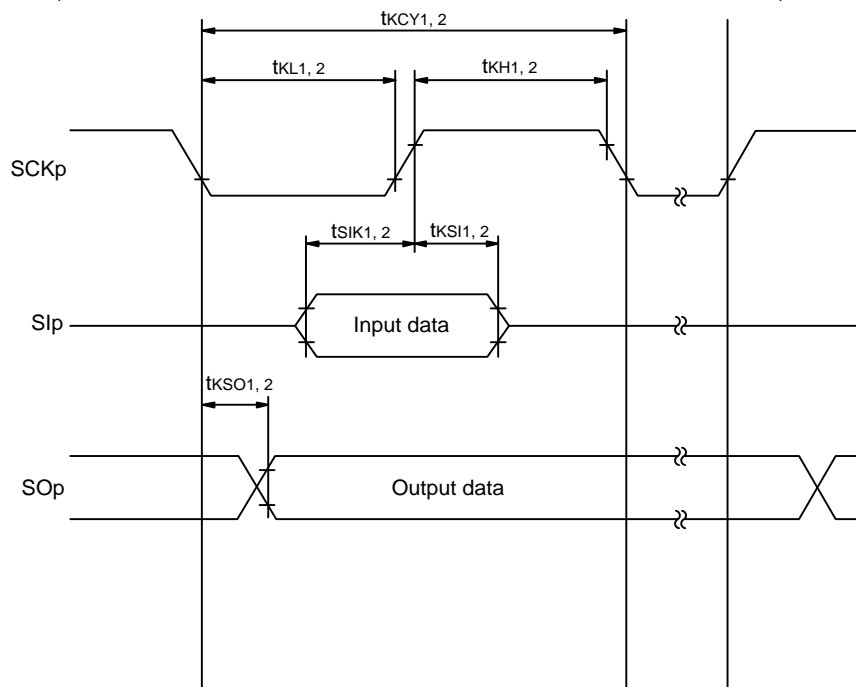 tKCY1, 2
tKL1, 2
tKH1, 2
SCKp
tSIK1, 2
tKSI1, 2
SIp
Input data
tKSO1, 2
SOp
Output data